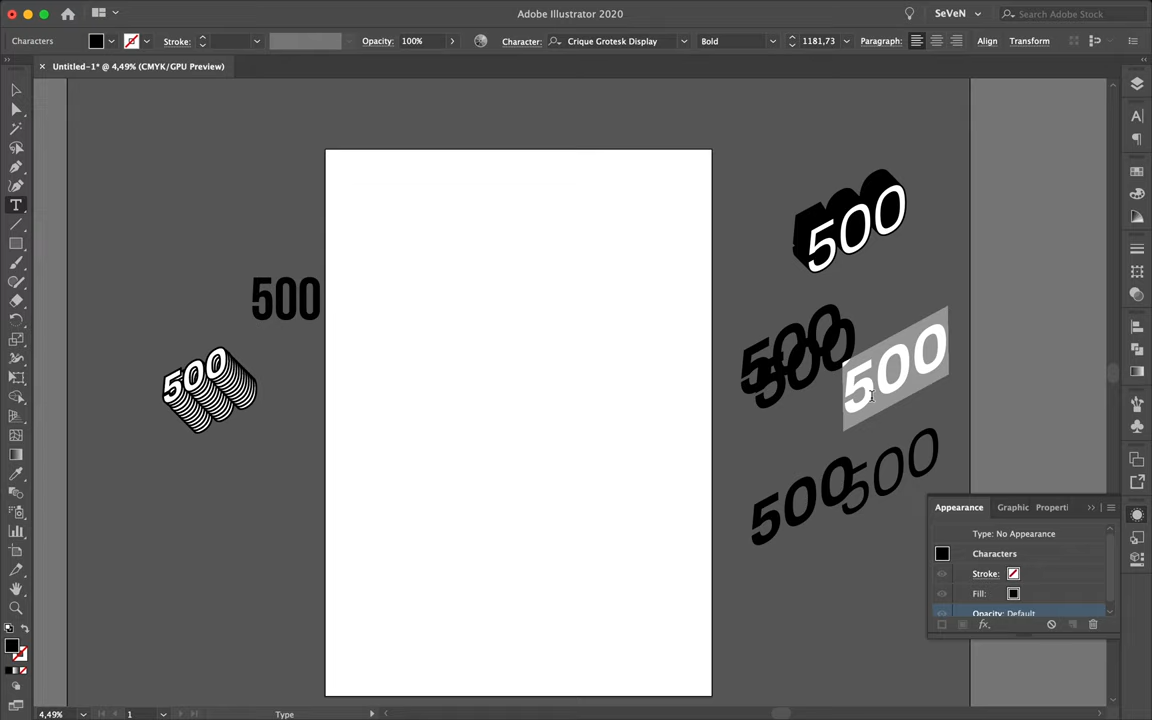 Adobe Illustrator 2020
SeVeN
Search Adobe Stock
Characters
Stroke:
Opacity: 100%
Character:
Crique Grotesk Display
Bold
1181,73
Paragraph:
Align
Transform
× Untitled-1* @ 4,49% (CMYK/GPU Preview)
500
500
500
500
500
500
500
500
500
Appearance
Graphic
Properti
Type: No Appearance
Characters
Stroke:
Fill:
Opacity: Default
fx.
4,49%
1
Type